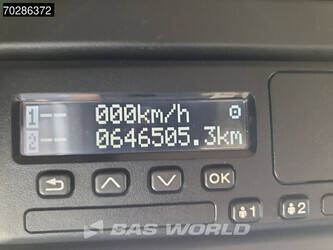 70286372
1-- 000km/h
2-- 0646505.3km
OK
1 2
BAS WORLD